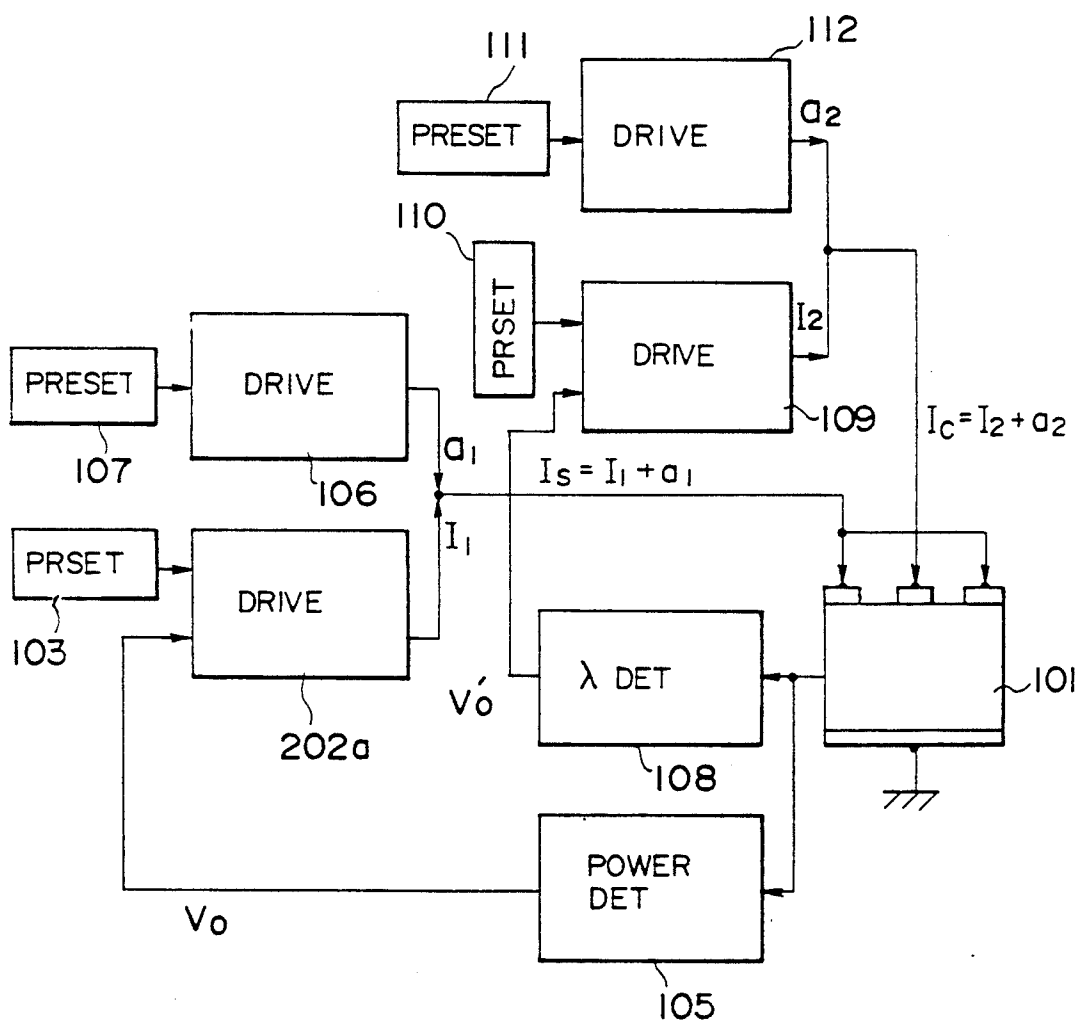 112
111
PRESET
DRIVE
a2
110
PRSET
DRIVE
I2
109
PRESET
107
DRIVE
106
a1
IC = I2 + a2
IS = I1 + a1
I1
PRSET
103
DRIVE
202a
λ DET
V0′
108
101
POWER
DET
V0
105